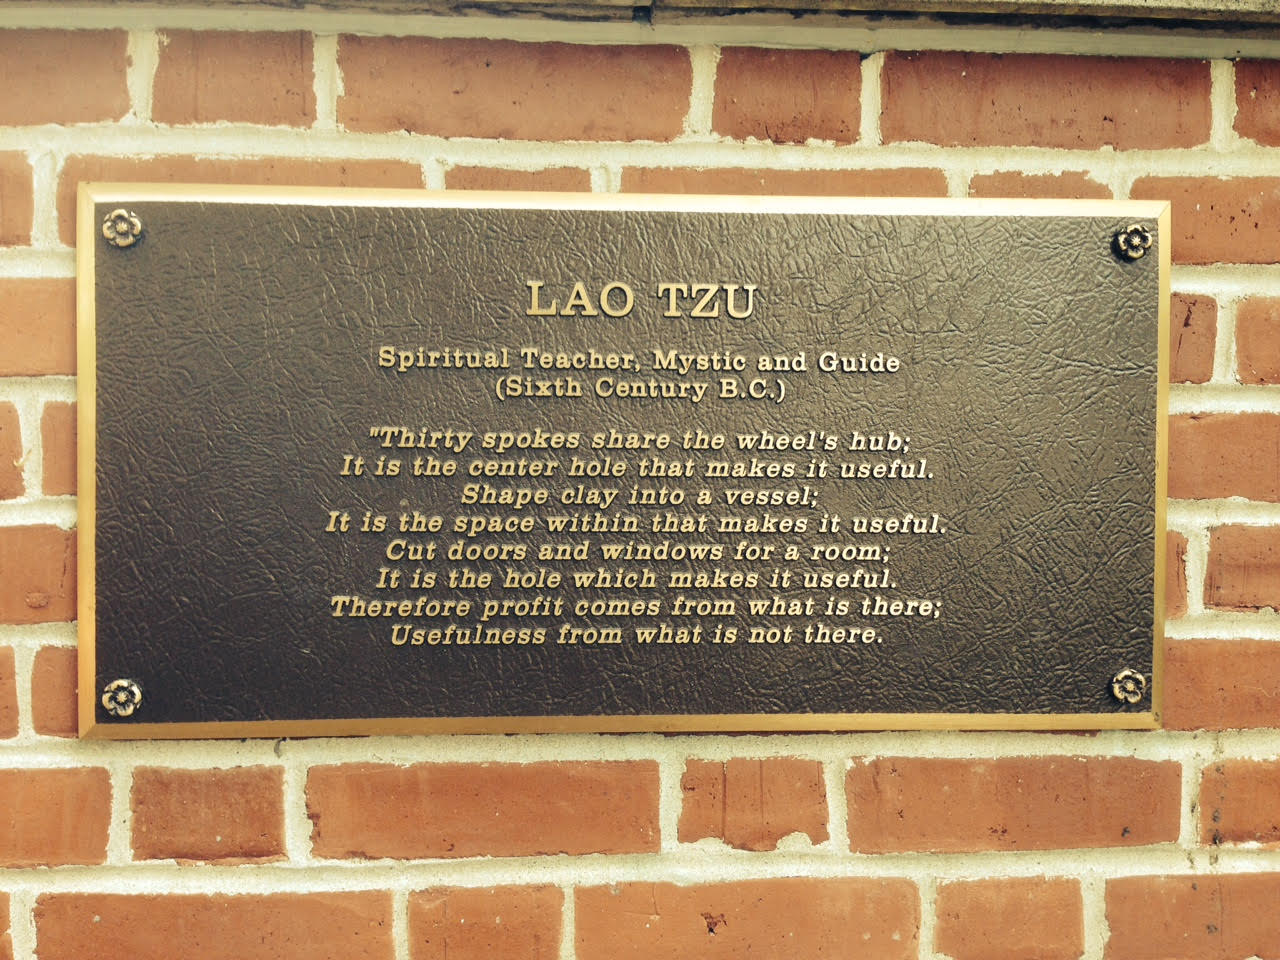 LAO TZU
Spiritual Teacher, Mystic and Guide
(Sixth Century B.C.)
"Thirty spokes share the wheel's hub;
It is the center hole that makes it useful.
Shape clay into a vessel;
It is the space within that makes it useful.
Cut doors and windows for a room;
It is the hole which makes it useful.
Therefore profit comes from what is there;
Usefulness from what is not there.